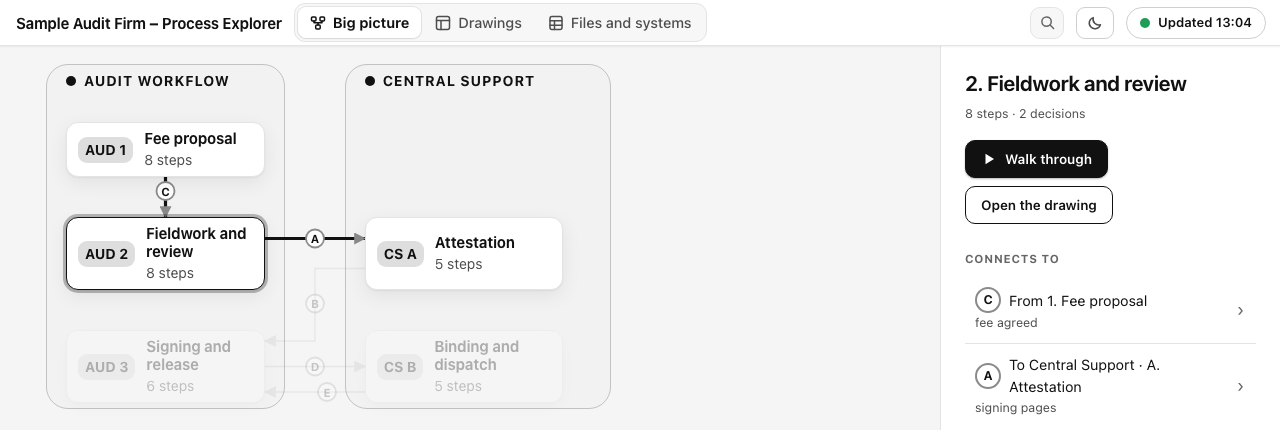 Sample Audit Firm – Process Explorer
Big picture
Drawings
Files and systems
Updated 13:04
AUDIT WORKFLOW
CENTRAL SUPPORT
AUD 1
Fee proposal
8 steps
C
AUD 2
Fieldwork and
review
8 steps
A
CS A
Attestation
5 steps
B
AUD 3
Signing and
release
6 steps
D
E
CS B
Binding and
dispatch
5 steps
2. Fieldwork and review
8 steps · 2 decisions
Walk through
Open the drawing
CONNECTS TO
C
From 1. Fee proposal
fee agreed
A
To Central Support · A.
Attestation
signing pages